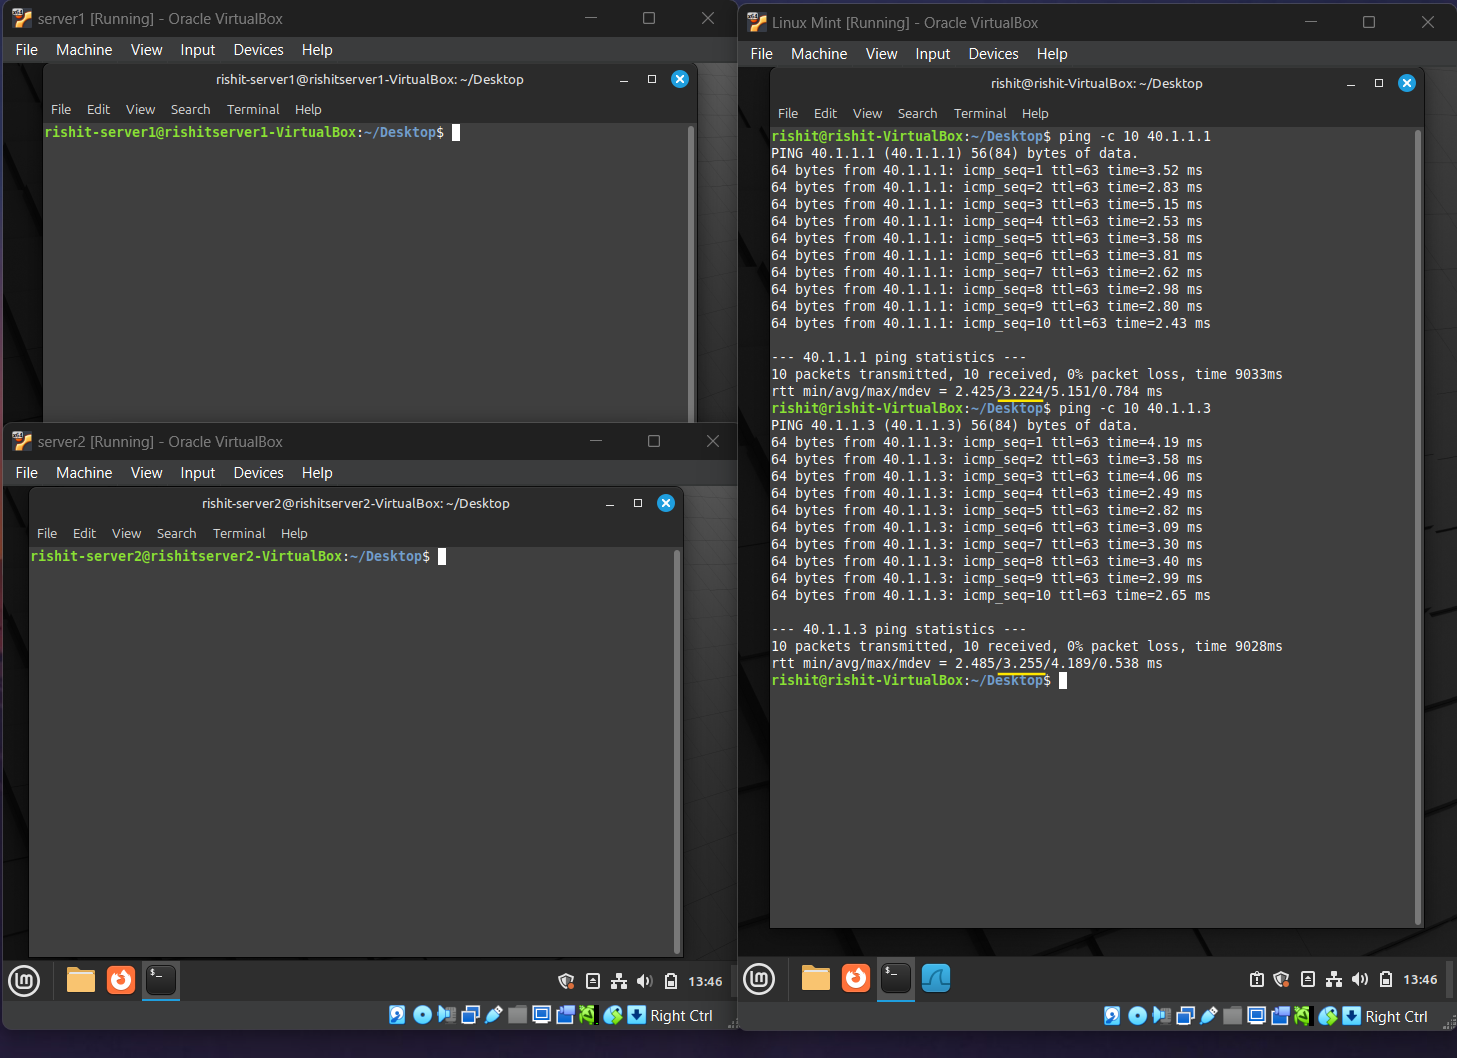 server1 [Running] - Oracle VirtualBox
File Machine View Input Devices Help
rishit-server1@rishitserver1-VirtualBox: ~/Desktop
File Edit View Search Terminal Help
rishit-server1@rishitserver1-VirtualBox:~/Desktop$
server2 [Running] - Oracle VirtualBox
File Machine View Input Devices Help
rishit-server2@rishitserver2-VirtualBox: ~/Desktop
File Edit View Search Terminal Help
rishit-server2@rishitserver2-VirtualBox:~/Desktop$
13:46
Right Ctrl
Linux Mint [Running] - Oracle VirtualBox
File Machine View Input Devices Help
rishit@rishit-VirtualBox: ~/Desktop
File Edit View Search Terminal Help
rishit@rishit-VirtualBox:~/Desktop$ ping -c 10 40.1.1.1
PING 40.1.1.1 (40.1.1.1) 56(84) bytes of data.
64 bytes from 40.1.1.1: icmp_seq=1 ttl=63 time=3.52 ms
64 bytes from 40.1.1.1: icmp_seq=2 ttl=63 time=2.83 ms
64 bytes from 40.1.1.1: icmp_seq=3 ttl=63 time=5.15 ms
64 bytes from 40.1.1.1: icmp_seq=4 ttl=63 time=2.53 ms
64 bytes from 40.1.1.1: icmp_seq=5 ttl=63 time=3.58 ms
64 bytes from 40.1.1.1: icmp_seq=6 ttl=63 time=3.81 ms
64 bytes from 40.1.1.1: icmp_seq=7 ttl=63 time=2.62 ms
64 bytes from 40.1.1.1: icmp_seq=8 ttl=63 time=2.98 ms
64 bytes from 40.1.1.1: icmp_seq=9 ttl=63 time=2.80 ms
64 bytes from 40.1.1.1: icmp_seq=10 ttl=63 time=2.43 ms
--- 40.1.1.1 ping statistics ---
10 packets transmitted, 10 received, 0% packet loss, time 9033ms
rtt min/avg/max/mdev = 2.425/3.224/5.151/0.784 ms
rishit@rishit-VirtualBox:~/Desktop$ ping -c 10 40.1.1.3
PING 40.1.1.3 (40.1.1.3) 56(84) bytes of data.
64 bytes from 40.1.1.3: icmp_seq=1 ttl=63 time=4.19 ms
64 bytes from 40.1.1.3: icmp_seq=2 ttl=63 time=3.58 ms
64 bytes from 40.1.1.3: icmp_seq=3 ttl=63 time=4.06 ms
64 bytes from 40.1.1.3: icmp_seq=4 ttl=63 time=2.49 ms
64 bytes from 40.1.1.3: icmp_seq=5 ttl=63 time=2.82 ms
64 bytes from 40.1.1.3: icmp_seq=6 ttl=63 time=3.09 ms
64 bytes from 40.1.1.3: icmp_seq=7 ttl=63 time=3.30 ms
64 bytes from 40.1.1.3: icmp_seq=8 ttl=63 time=3.40 ms
64 bytes from 40.1.1.3: icmp_seq=9 ttl=63 time=2.99 ms
64 bytes from 40.1.1.3: icmp_seq=10 ttl=63 time=2.65 ms
--- 40.1.1.3 ping statistics ---
10 packets transmitted, 10 received, 0% packet loss, time 9028ms
rtt min/avg/max/mdev = 2.485/3.255/4.189/0.538 ms
rishit@rishit-VirtualBox:~/Desktop$
13:46
Right Ctrl